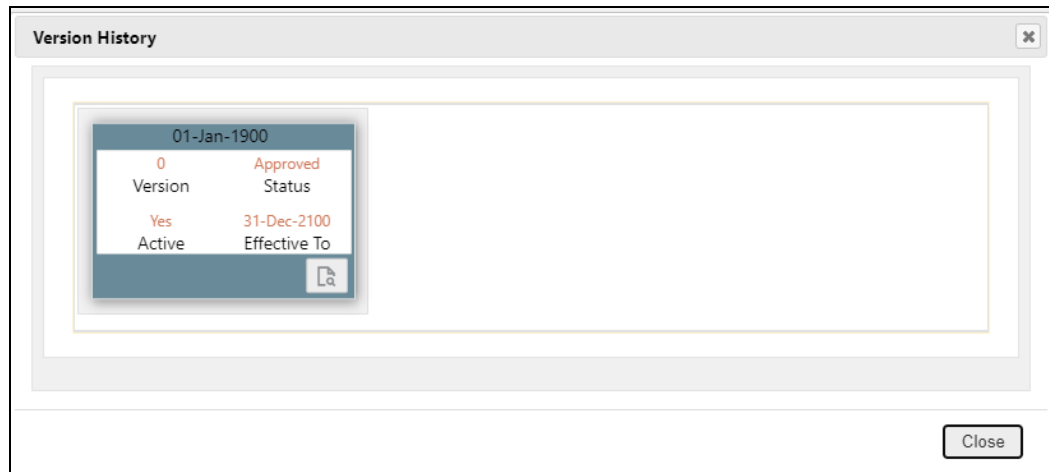 Version History
01-Jan-1900
0 Approved
Version Status
Yes 31-Dec-2100
Active Effective To
Close